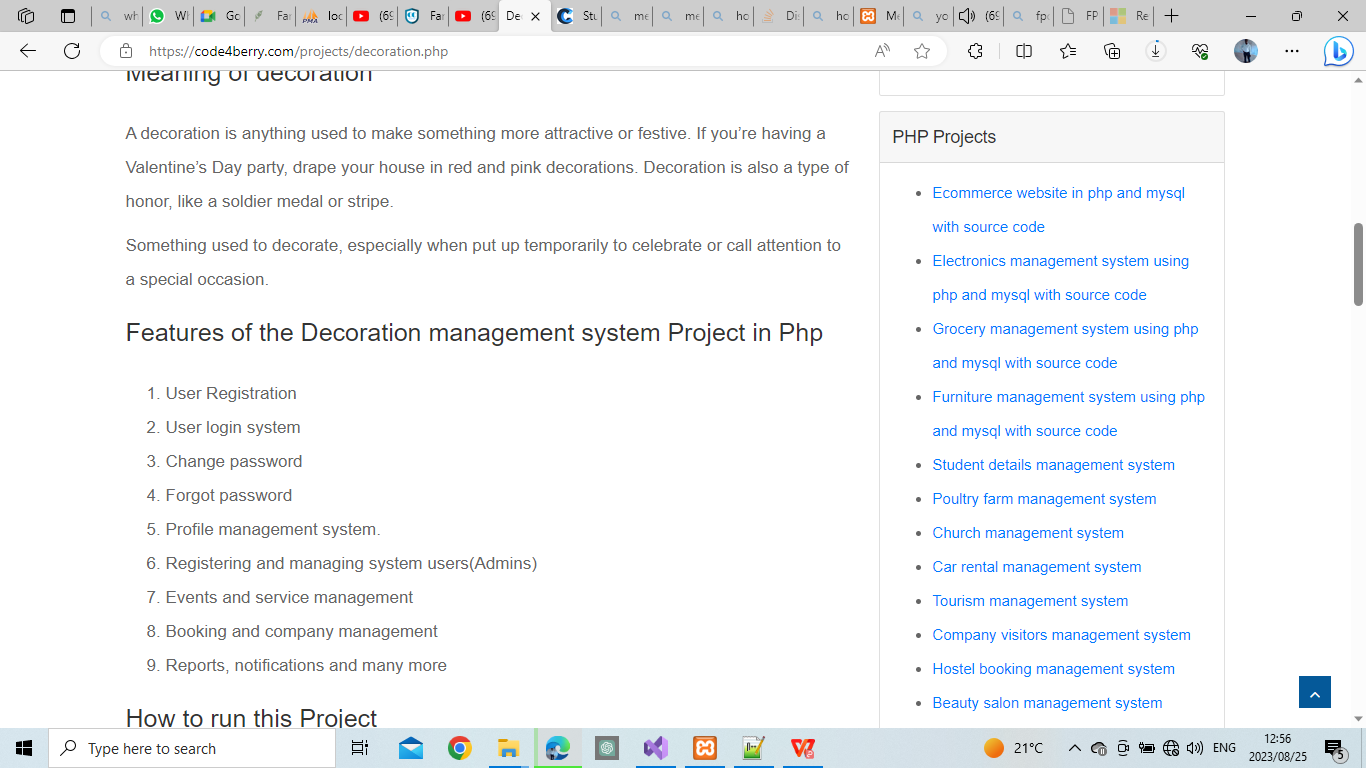 wh
Wh
Go
Far
loc
(69
Far
(69
De
Stu
me
me
ho
Dis
ho
Me
yo
(69
fpc
FP
Re
https://code4berry.com/projects/decoration.php
Meaning of decoration
A decoration is anything used to make something more attractive or festive. If you’re having a
Valentine’s Day party, drape your house in red and pink decorations. Decoration is also a type of
honor, like a soldier medal or stripe.
Something used to decorate, especially when put up temporarily to celebrate or call attention to
a special occasion.
Features of the Decoration management system Project in Php
1. User Registration
2. User login system
3. Change password
4. Forgot password
5. Profile management system.
6. Registering and managing system users(Admins)
7. Events and service management
8. Booking and company management
9. Reports, notifications and many more
How to run this Project
PHP Projects
Ecommerce website in php and mysql
with source code
Electronics management system using
php and mysql with source code
Grocery management system using php
and mysql with source code
Furniture management system using php
and mysql with source code
Student details management system
Poultry farm management system
Church management system
Car rental management system
Tourism management system
Company visitors management system
Hostel booking management system
Beauty salon management system
Type here to search
21°C
ENG
12:56
2023/08/25
5